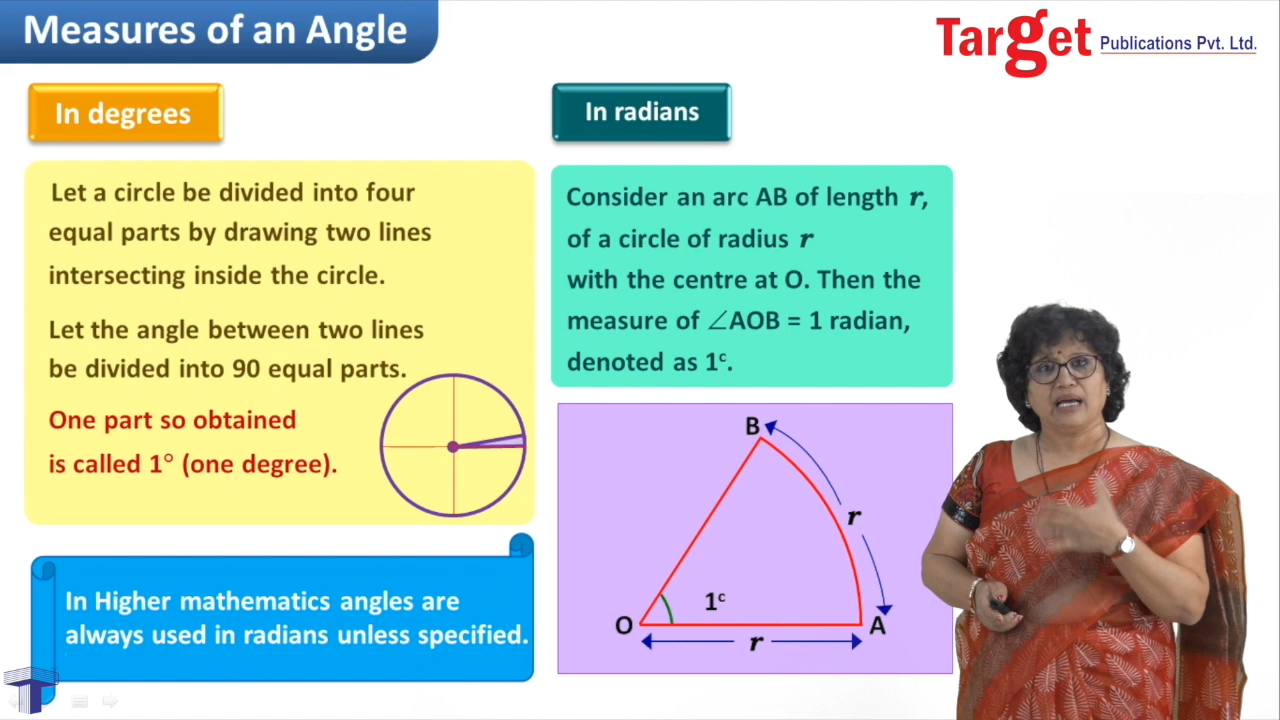 Measures of an Angle
Target Publications Pvt. Ltd.
In degrees
Let a circle be divided into four
equal parts by drawing two lines
intersecting inside the circle.
Let the angle between two lines
be divided into 90 equal parts.
One part so obtained
is called 1° (one degree).
In Higher mathematics angles are
always used in radians unless specified.
In radians
Consider an arc AB of length r,
of a circle of radius r
with the centre at O. Then the
measure of ∠AOB = 1 radian,
denoted as 1ᶜ.
B
r
1ᶜ
O
A
r